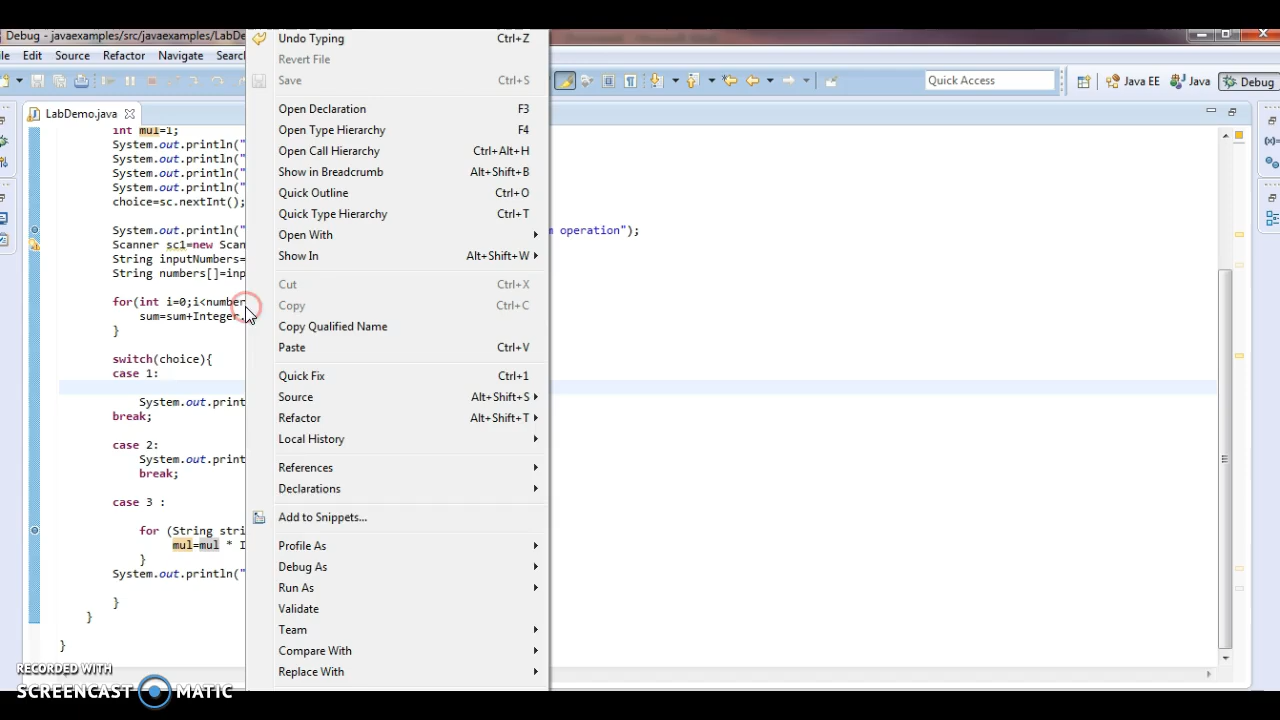 Debug - javaexamples/src/javaexamples/LabDe
le Edit Source Refactor Navigate Searc
Quick Access
Java EE Java Debug
LabDemo.java
int mul=1;
System.out.println("
System.out.println("
System.out.println("
System.out.println("
choice=sc.nextInt();
System.out.println("
m operation");
Scanner sc1=new Scan
String inputNumbers=
String numbers[]=inp
for(int i=0;i<number
sum=sum+Integer.
}
switch(choice){
case 1:
System.out.print
break;
case 2:
System.out.print
break;
case 3 :
for (String stri
mul=mul * I
}
System.out.println("
}
}
}
Undo Typing Ctrl+Z
Revert File
Save Ctrl+S
Open Declaration F3
Open Type Hierarchy F4
Open Call Hierarchy Ctrl+Alt+H
Show in Breadcrumb Alt+Shift+B
Quick Outline Ctrl+O
Quick Type Hierarchy Ctrl+T
Open With
Show In Alt+Shift+W
Cut Ctrl+X
Copy Ctrl+C
Copy Qualified Name
Paste Ctrl+V
Quick Fix Ctrl+1
Source Alt+Shift+S
Refactor Alt+Shift+T
Local History
References
Declarations
Add to Snippets...
Profile As
Debug As
Run As
Validate
Team
Compare With
Replace With
RECORDED WITH
SCREENCAST MATIC